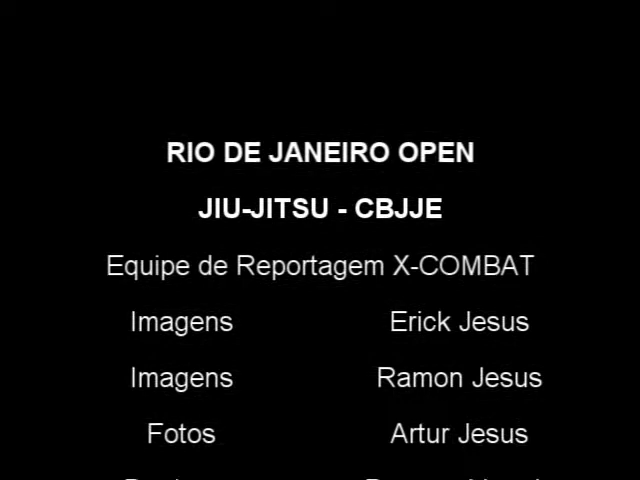 RIO DE JANEIRO OPEN
JIU-JITSU - CBJJE
Equipe de Reportagem X-COMBAT
Imagens Erick Jesus
Imagens Ramon Jesus
Fotos Artur Jesus